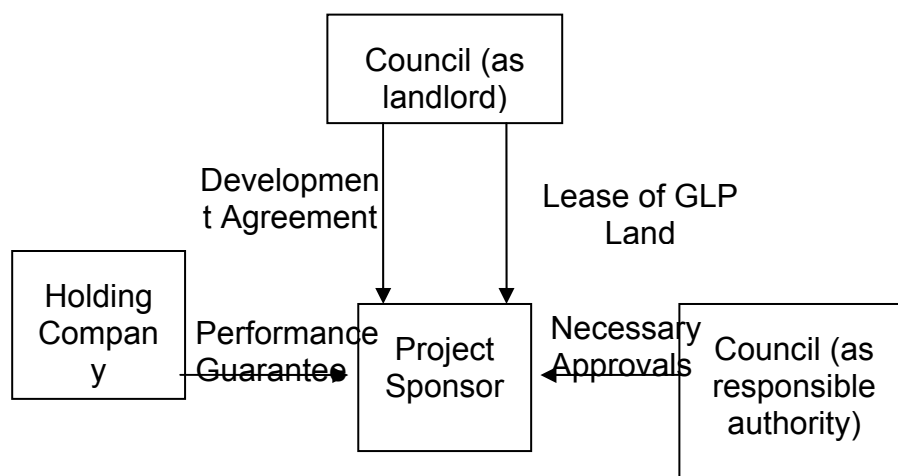 Council (as
landlord)
Developmen
t Agreement
Lease of GLP
Land
Holding
Compan
y
Performance
Guarantee
Project
Sponsor
Necessary
Approvals
Council (as
responsible
authority)